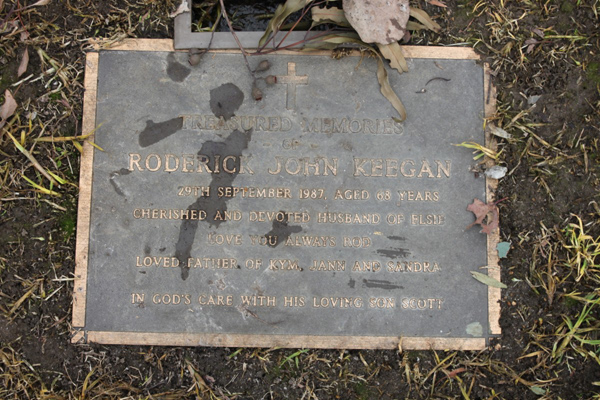 TREASURED MEMORIES
OF
RODERICK JOHN KEEGAN
29TH SEPTEMBER 1987, AGED 68 YEARS
CHERISHED AND DEVOTED HUSBAND OF ELSIE
LOVE YOU ALWAYS
LOVED FATHER OF KYM, JANN AND SANDRA
IN GOD'S CARE WITH HIS LOVING SON SCOTT